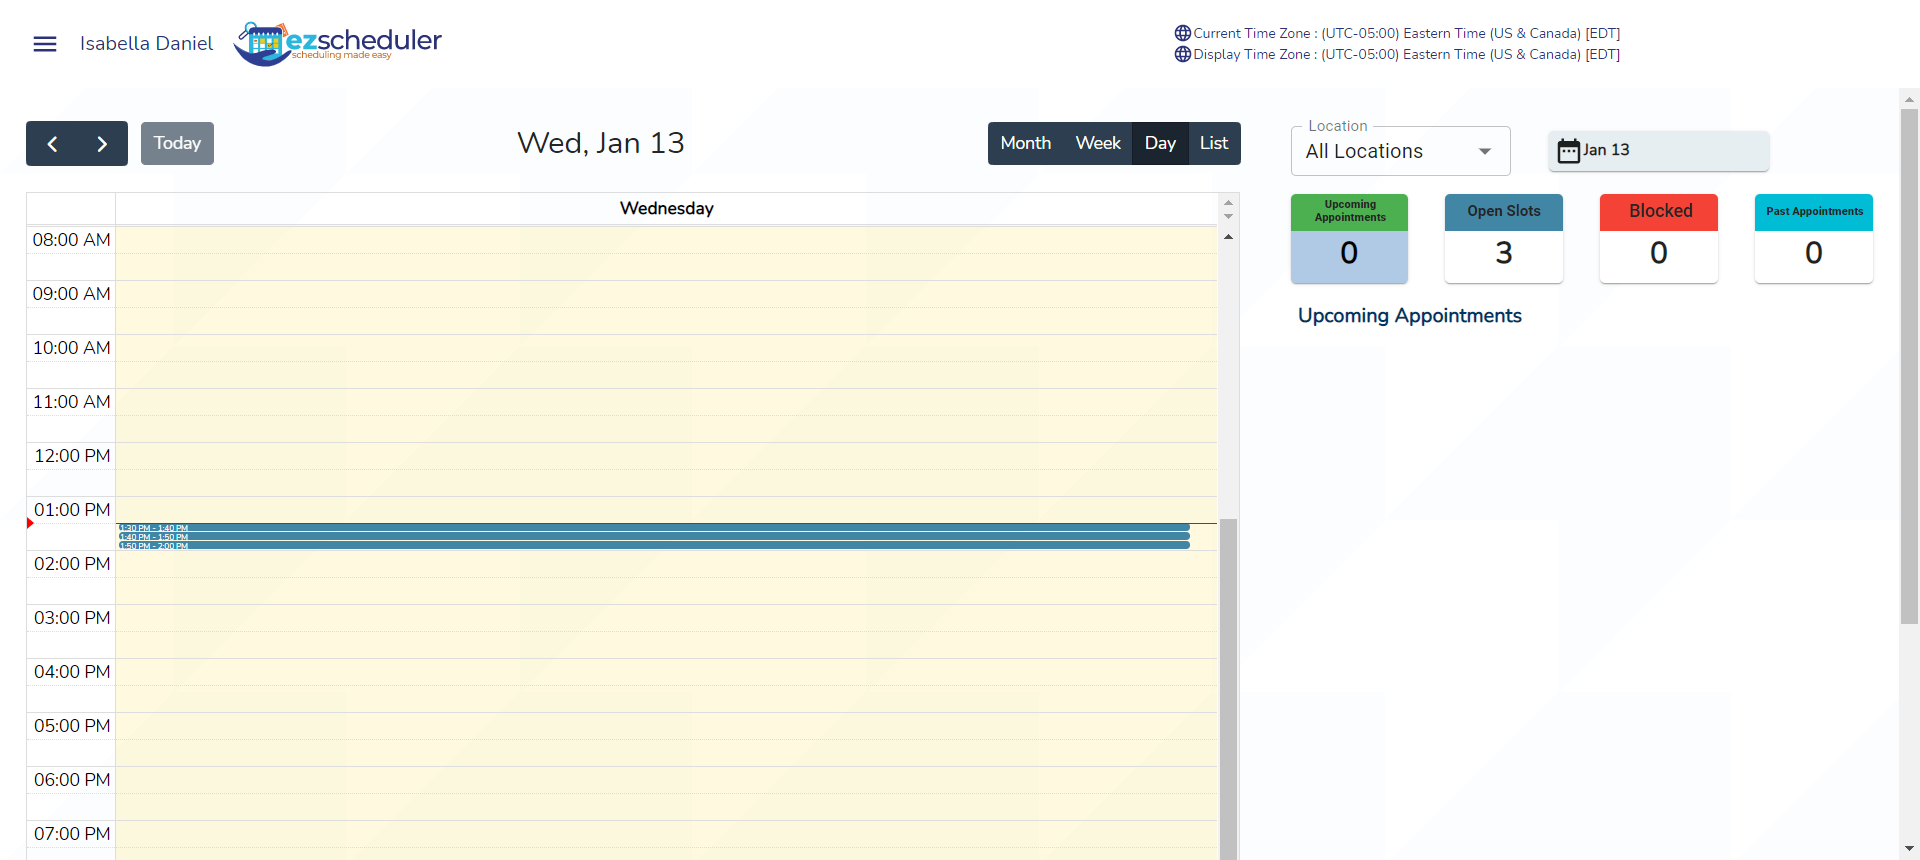 Isabella Daniel
ezscheduler
scheduling made easy
Current Time Zone : (UTC-05:00) Eastern Time (US & Canada) [EDT]
Display Time Zone : (UTC-05:00) Eastern Time (US & Canada) [EDT]
Today
Wed, Jan 13
Month Week Day List
Location
All Locations
Jan 13
Upcoming
Appointments
0
Open Slots
3
Blocked
0
Past Appointments
0
Upcoming Appointments
Wednesday
08:00 AM
09:00 AM
10:00 AM
11:00 AM
12:00 PM
01:00 PM
1:30 PM - 1:40 PM
1:40 PM - 1:50 PM
1:50 PM - 2:00 PM
02:00 PM
03:00 PM
04:00 PM
05:00 PM
06:00 PM
07:00 PM